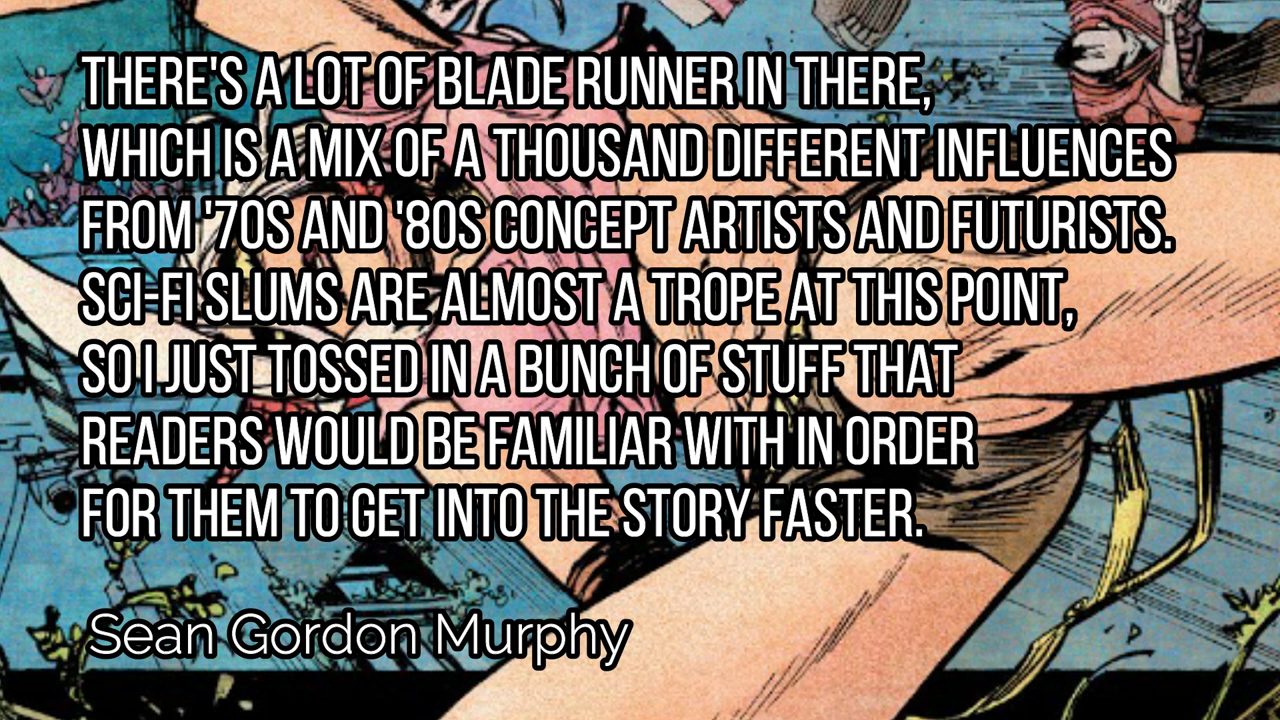 THERE'S A LOT OF BLADE RUNNER IN THERE,
WHICH IS A MIX OF A THOUSAND DIFFERENT INFLUENCES
FROM '70S AND '80S CONCEPT ARTISTS AND FUTURISTS.
SCI-FI SLUMS ARE ALMOST A TROPE AT THIS POINT,
SO I JUST TOSSED IN A BUNCH OF STUFF THAT
READERS WOULD BE FAMILIAR WITH IN ORDER
FOR THEM TO GET INTO THE STORY FASTER.
Sean Gordon Murphy